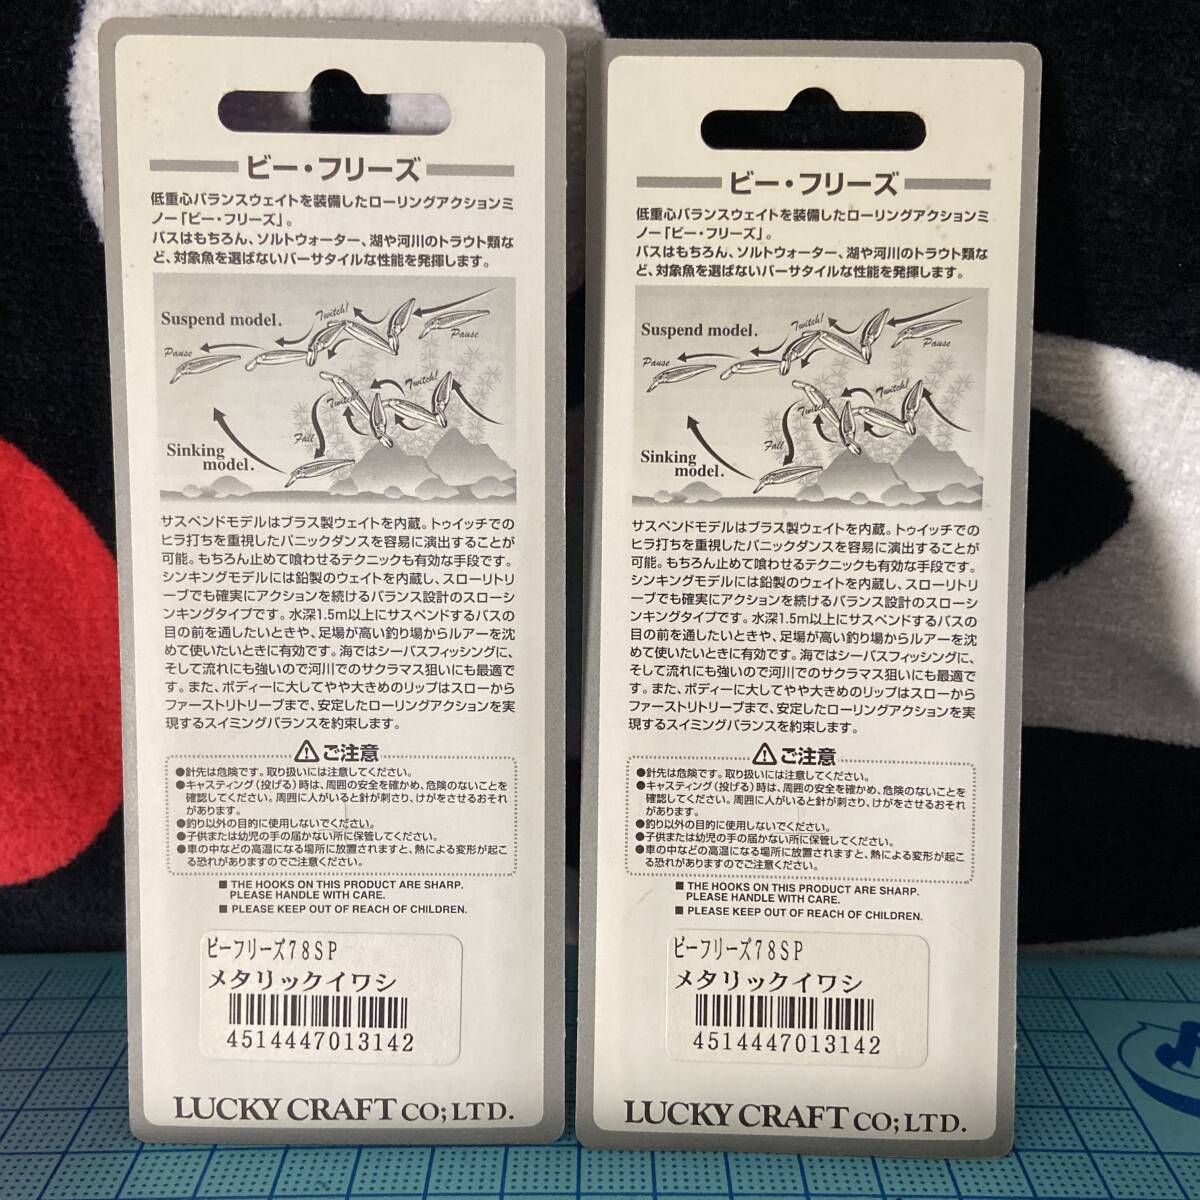 ビー・フリーズ
低重心バランスウェイトを装備したローリングアクションミ
ノー「ビー・フリーズ」。
バスはもちろん、ソルトウォーター、湖や河川のトラウト類な
ど、対象魚を選ばないバーサタイルな性能を発揮します。
Suspend model.
Twitch!
Pause
Pause
Twitch!
Twitch!
Fall
Sinking
model.
サスペンドモデルはブラス製ウェイトを内蔵。トゥイッチでの
ヒラ打ちを重視したパニックダンスを容易に演出することが
可能。もちろん止めて喰わせるテクニックも有効な手段です。
シンキングモデルには鉛製のウェイトを内蔵し、スローリトリ
ーブでも確実にアクションを続けるバランス設計のスローシ
ンキングタイプです。水深1.5m以上にサスペンドするバスの
目の前を通したいときや、足場が高い釣り場からルアーを沈
めて使いたいときに有効です。海ではシーバスフィッシングに、
そして流れにも強いので河川でのサクラマス狙いにも最適で
す。また、ボディーに大してやや大きめのリップはスローから
ファーストリトリーブまで、安定したローリングアクションを実
現するスイミングバランスを約束します。
ご注意
●針先は危険です。取り扱いには注意してください。
●キャスティング(投げる)時は、周囲の安全を確かめ、危険のないことを
確認してください。周囲に人がいると針が刺さり、けがをさせるおそれ
があります。
●釣り以外の目的に使用しないでください。
●子供または幼児の手の届かない所に保管してください。
●車の中などの高温になる場所に放置されますと、熱による変形が起こ
る恐れがありますのでご注意ください。
■ THE HOOKS ON THIS PRODUCT ARE SHARP.
PLEASE HANDLE WITH CARE.
■ PLEASE KEEP OUT OF REACH OF CHILDREN.
ビーフリーズ78SP
メタリックイワシ
4514447013142
LUCKY CRAFT CO;LTD.
ビー・フリーズ
低重心バランスウェイトを装備したローリングアクションミ
ノー「ビー・フリーズ」。
バスはもちろん、ソルトウォーター、湖や河川のトラウト類な
ど、対象魚を選ばないバーサタイルな性能を発揮します。
Suspend model.
Twitch!
Pause
Pause
Twitch!
Twitch!
Fall
Sinking
model.
サスペンドモデルはブラス製ウェイトを内蔵。トゥイッチでの
ヒラ打ちを重視したパニックダンスを容易に演出することが
可能。もちろん止めて喰わせるテクニックも有効な手段です。
シンキングモデルには鉛製のウェイトを内蔵し、スローリトリ
ーブでも確実にアクションを続けるバランス設計のスローシ
ンキングタイプです。水深1.5m以上にサスペンドするバスの
目の前を通したいときや、足場が高い釣り場からルアーを沈
めて使いたいときに有効です。海ではシーバスフィッシングに、
そして流れにも強いので河川でのサクラマス狙いにも最適で
す。また、ボディーに大してやや大きめのリップはスローから
ファーストリトリーブまで、安定したローリングアクションを実
現するスイミングバランスを約束します。
ご注意
●針先は危険です。取り扱いには注意してください。
●キャスティング(投げる)時は、周囲の安全を確かめ、危険のないことを
確認してください。周囲に人がいると針が刺さり、けがをさせるおそれ
があります。
●釣り以外の目的に使用しないでください。
●子供または幼児の手の届かない所に保管してください。
●車の中などの高温になる場所に放置されますと、熱による変形が起こ
る恐れがありますのでご注意ください。
■ THE HOOKS ON THIS PRODUCT ARE SHARP.
PLEASE HANDLE WITH CARE.
■ PLEASE KEEP OUT OF REACH OF CHILDREN.
ビーフリーズ78SP
メタリックイワシ
4514447013142
LUCKY CRAFT CO;LTD.